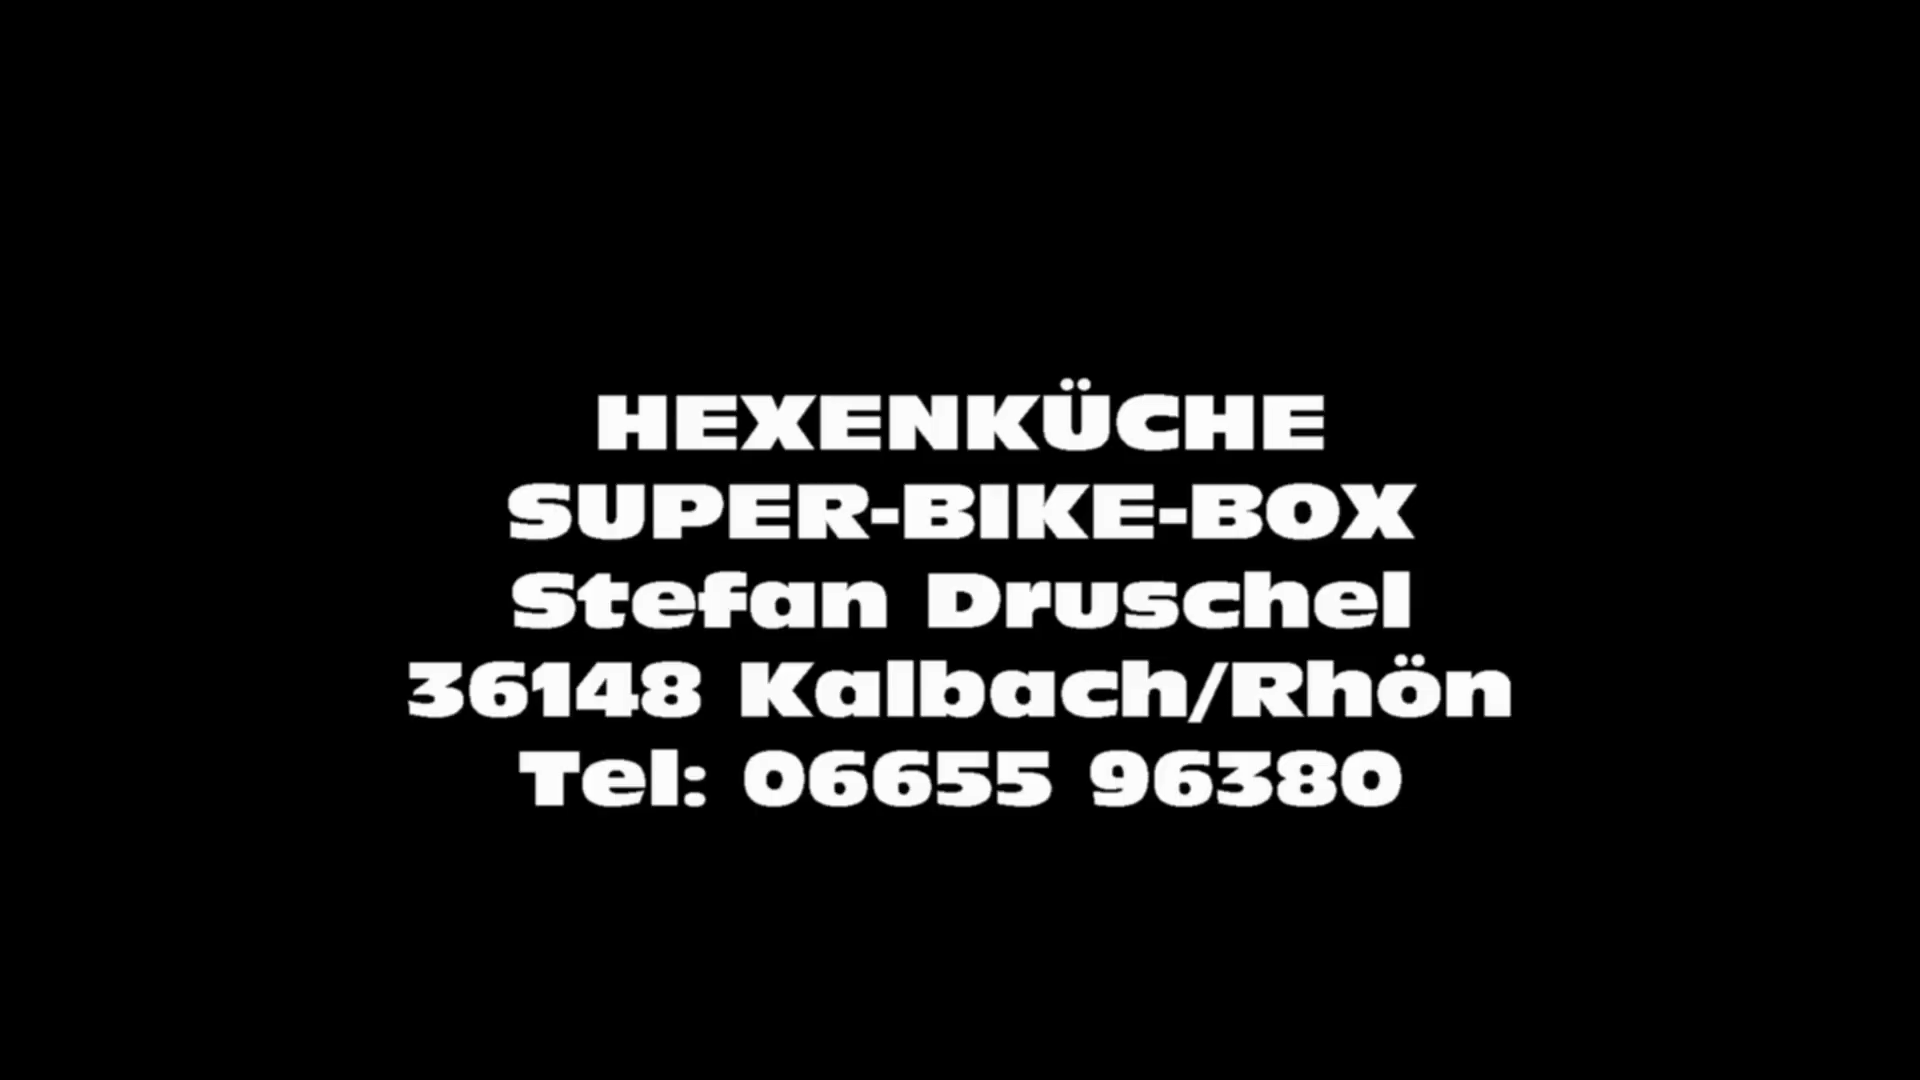 HEXENKÜCHE
SUPER-BIKE-BOX
Stefan Druschel
36148 Kalbach/Rhön
Tel: 06655 96380